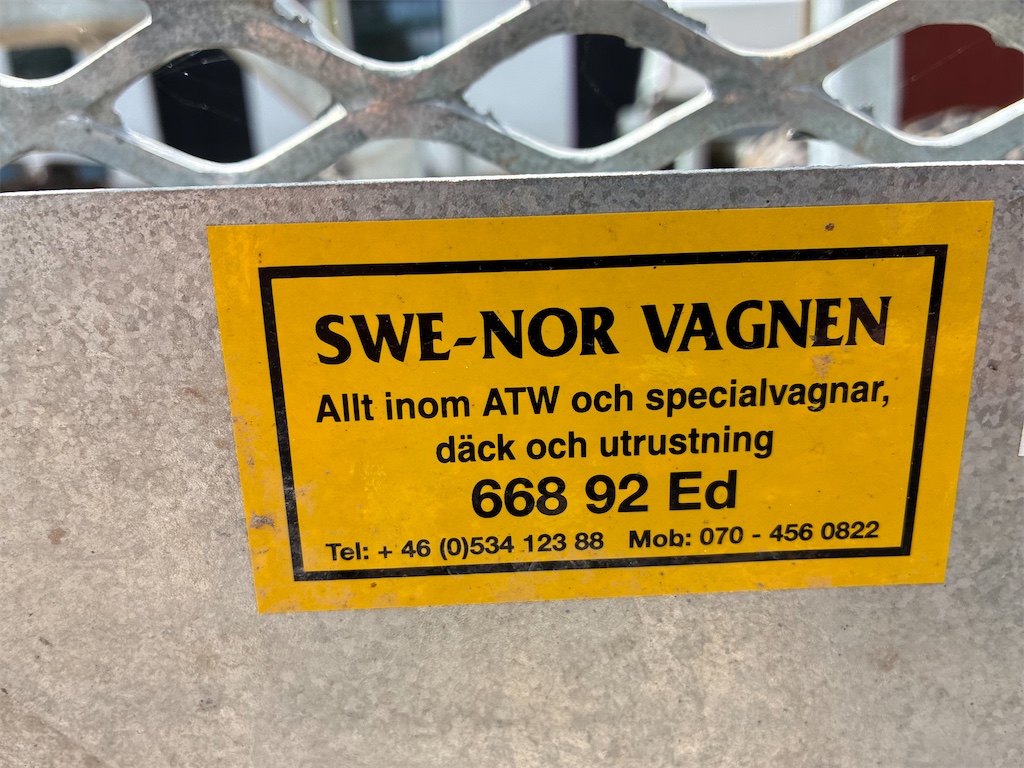 SWE-NOR VAGNEN
Allt inom ATW och specialvagnar,
däck och utrustning
668 92 Ed
Tel: + 46 (0)534 123 88 Mob: 070 - 456 0822